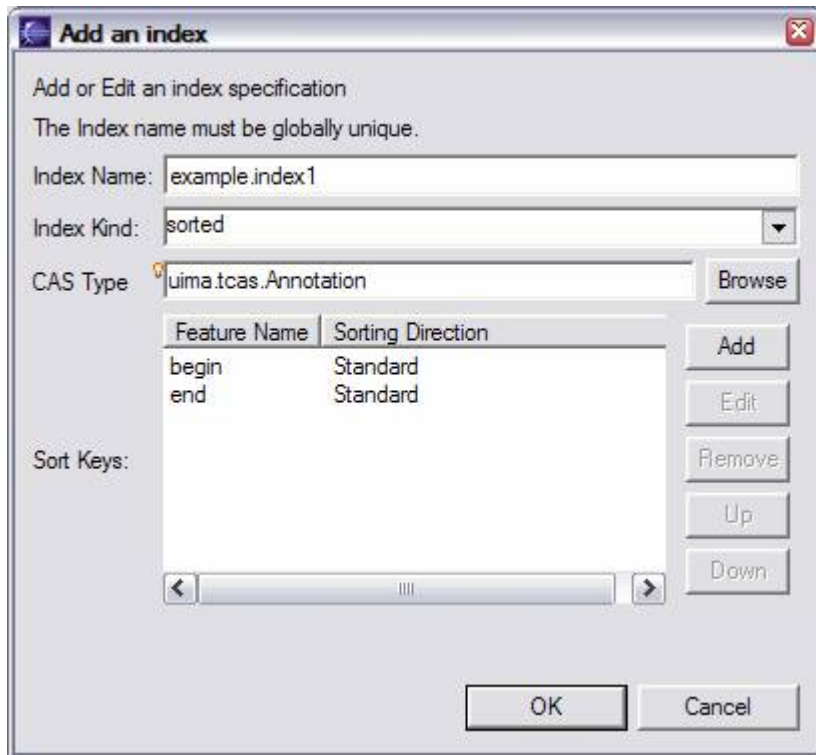 Add an index
Add or Edit an index specification
The Index name must be globally unique.
Index Name: example.index1
Index Kind: sorted
CAS Type uima.tcas.Annotation Browse
Feature Name Sorting Direction
begin Standard
end Standard
Sort Keys:
Add
Edit
Remove
Up
Down
OK Cancel